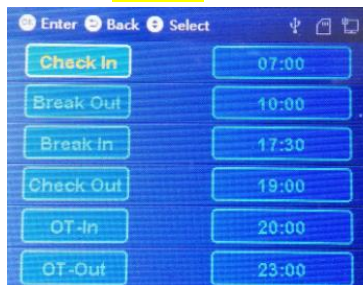 OK Enter Back Select
Check In 07:00
Break Out 10:00
Break In 17:30
Check Out 19:00
OT-In 20:00
OT-Out 23:00